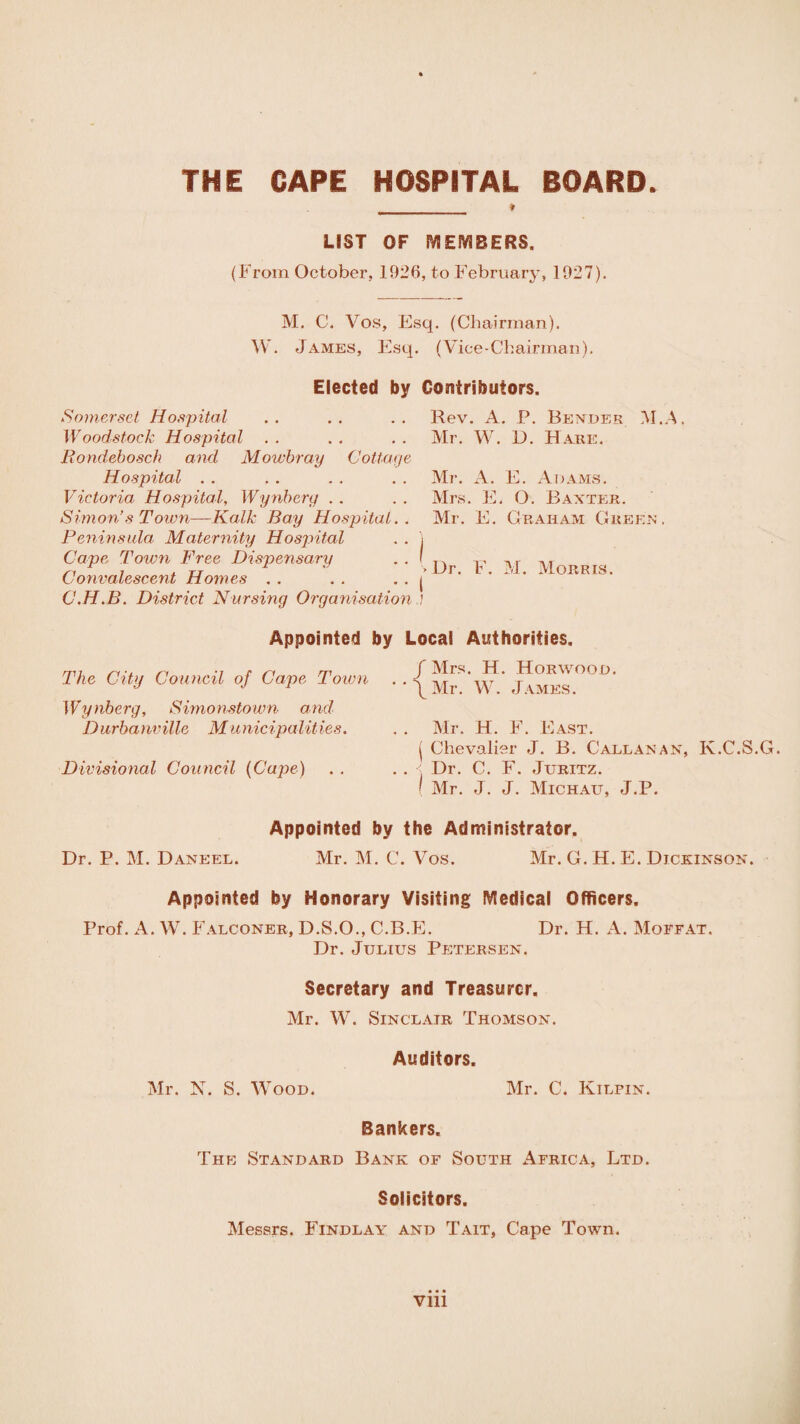 THE CAPE HOSPITAL BOARD.
LIST OF MEMBERS.
(From October, 1926, to February, 1927).
M. C. Vos, Esq. (Chairman).
W. James, Esq. (Vice-Chairman).
Elected by Contributors.
Somerset Hospital .. .. .. Rev. A. P. Bender M.A.
Woodstock Hospital .. .. .. Mr. W. D. Hare.
Rondebosch and Mowbray Cottage
Hospital .. .. .. .. Mr. A. E. Adams.
Victoria Hospital, Wynberg .. .. Mrs. E. O. Baxter.
Simon's Town—Kalk Bay Hospital.. Mr. E. Graham Green.
Peninsula Maternity Hospital ..
Cape Town Free Dispensary ..
Convalescent Homes .. .. ..
C.H.B. District Nursing Organisation
Dr. F. M. Morris.
Appointed by Local Authorities.
The City Council of Cape Town .. { Mrs. H. Horwood.
Mr. W. James.
Wynberg, Simonstown and
Durbanville Municipalities. .. Mr. H. F. East.
Divisional Council (Cape) .. .. { Chevalier J. B. Callanan, K.C.S.G.
Dr. C. F. Juritz.
Mr. J. J. Michau, J.P.
Appointed by the Administrator.
Dr. P. M. Daneel. Mr. M. C. Vos. Mr. G. H. E. Dickinson.
Appointed by Honorary Visiting Medical Officers.
Prof. A. W. Falconer, D.S.O., C.B.E. Dr. H. A. Moffat.
Dr. Julius Petersen.
Secretary and Treasurer.
Mr. W. Sinclair Thomson.
Auditors.
Mr. N. S. Wood. Mr. C. Kilpin.
Bankers.
The Standard Bank of South Africa, Ltd.
Solicitors.
Messrs. Findlay and Tait, Cape Town.
viii